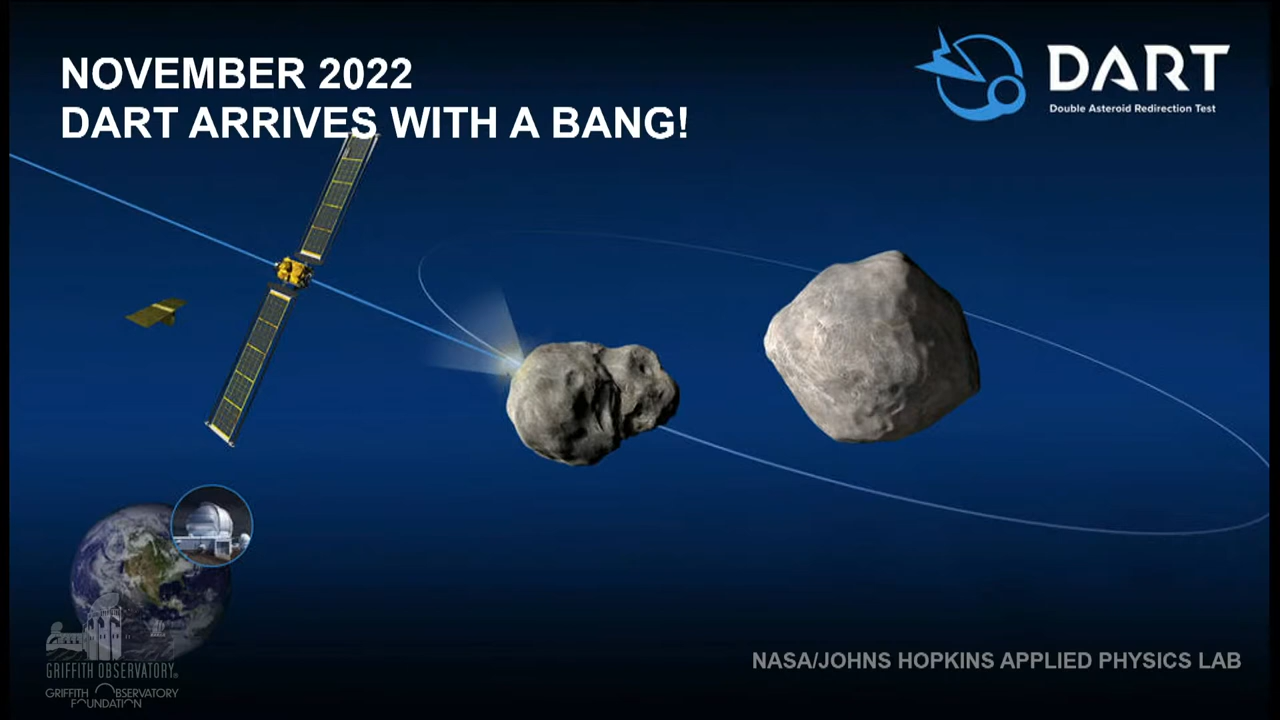 NOVEMBER 2022
DART ARRIVES WITH A BANG!
DART
Double Asteroid Redirection Test
NASA/JOHNS HOPKINS APPLIED PHYSICS LAB
GRIFFITH OBSERVATORY®
GRIFFITH OBSERVATORY
FOUNDATION